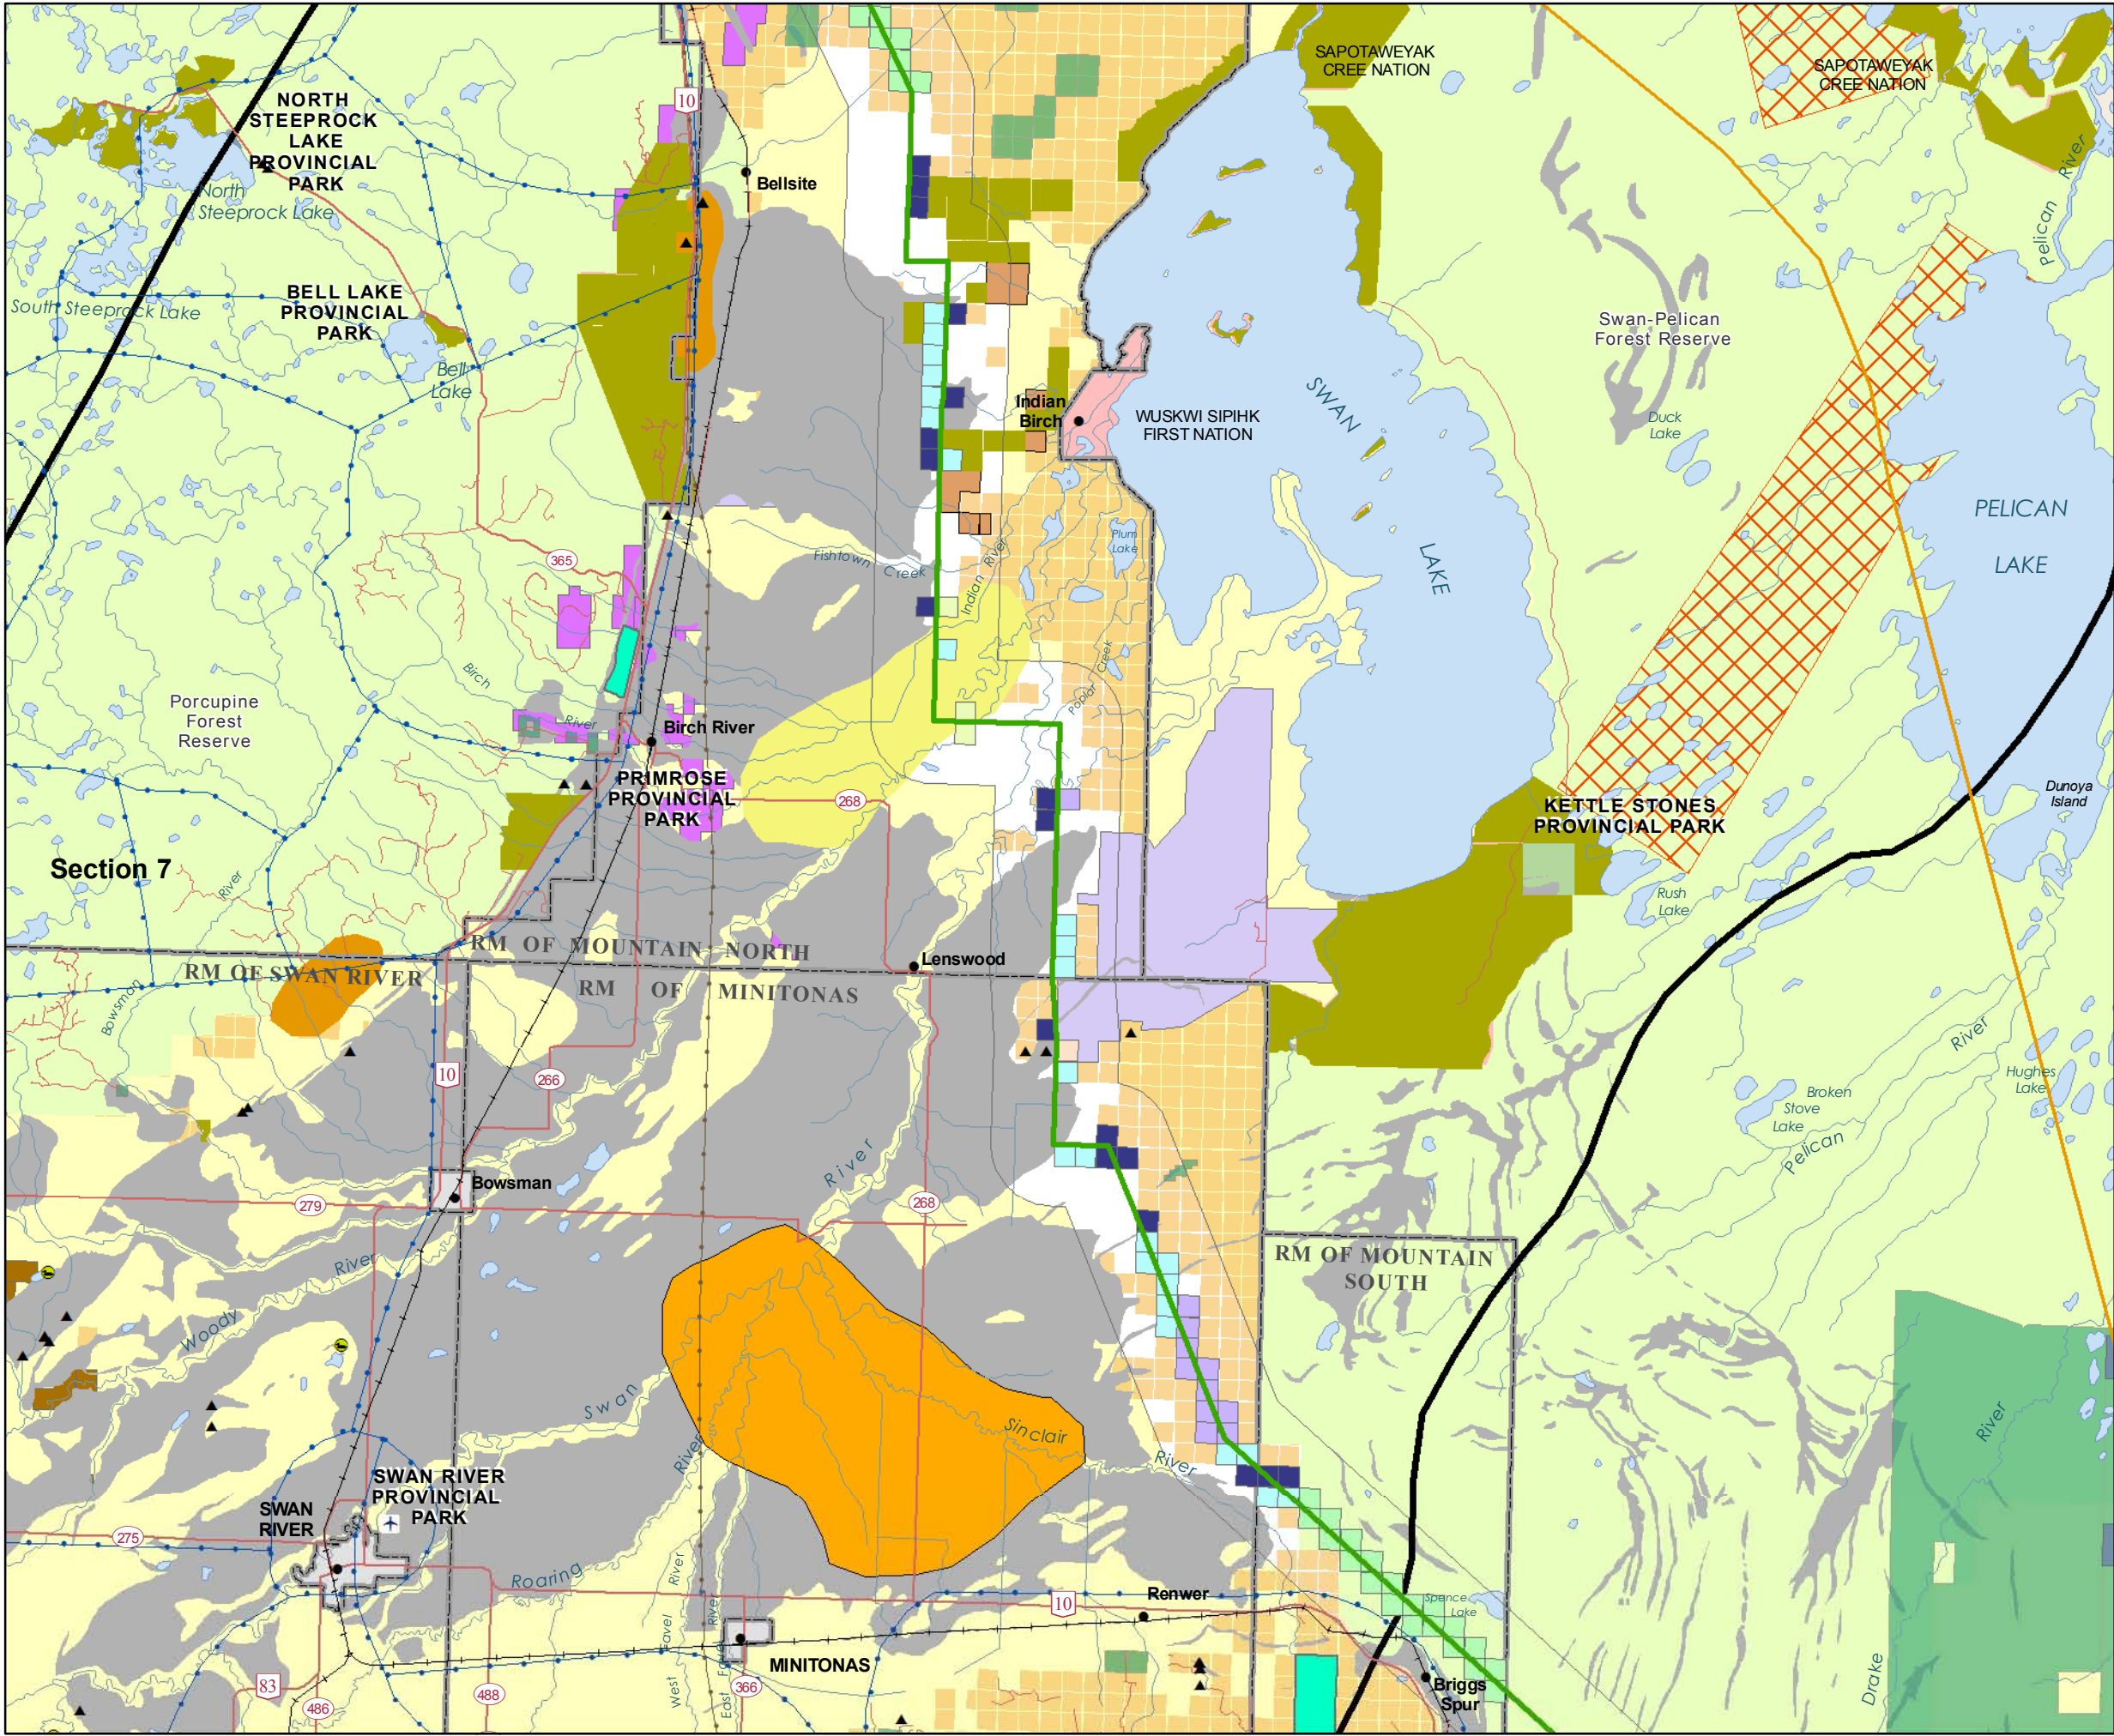 SAPOTAWEYAK
CREE NATION
SAPOTAWEYAK
CREE NATION
10
NORTH
STEEPROCK
LAKE
PROVINCIAL
PARK
North
Steeprock Lake
Bellsite
River
Pelican
BELL LAKE
PROVINCIAL
PARK
South Steeprock Lake
Bell
Lake
Swan-Pelican
Forest Reserve
Indian
Birch
WUSKWI SIPIHK
FIRST NATION
SWAN
LAKE
Duck
Lake
PELICAN
LAKE
365
Fishtown Creek
Indian River
Plum
Lake
Poplar Creek
Birch
River
Porcupine
Forest
Reserve
Birch River
PRIMROSE
PROVINCIAL
PARK
268
KETTLE STONES
PROVINCIAL PARK
Dunoya
Island
Section 7
River
Rush
Lake
RM OF MOUNTAIN NORTH
RM OF SWAN RIVER
Lenswood
RM OF MINITONAS
Bowsman
10
266
River
Hughes
Lake
Broken
Stove
Lake
Pelican
River
Bowsman
279
268
River
Woody
RM OF MOUNTAIN
SOUTH
Swan
River
Sinclair
River
River
SWAN RIVER
PROVINCIAL
PARK
SWAN
RIVER
275
Roaring
River
River
West Favel
East Favel
10
Renwer
Spence
Lake
MINITONAS
Drake
83
486
488
366
Briggs
Spur